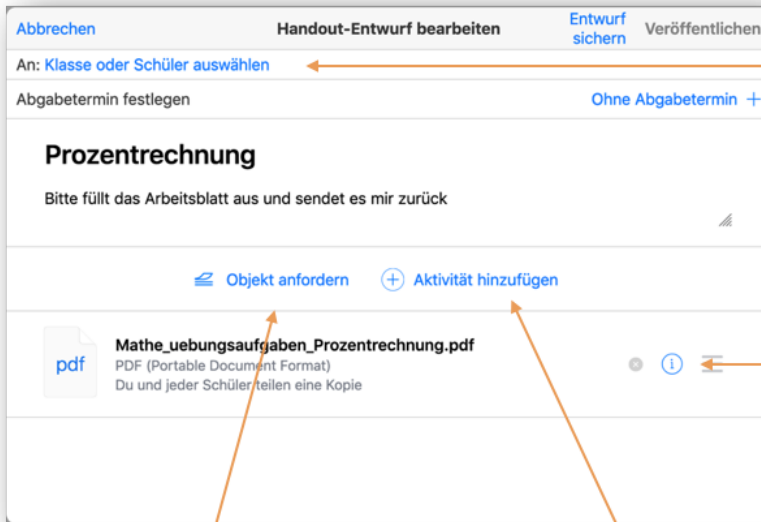 Abbrechen Handout-Entwurf bearbeiten Entwurf sichern Veröffentlichen
An: Klasse oder Schüler auswählen
Abgabetermin festlegen Ohne Abgabetermin +
Prozentrechnung
Bitte füllt das Arbeitsblatt aus und sendet es mir zurück
Objekt anfordern Aktivität hinzufügen
pdf
Mathe_uebungsaufgaben_Prozentrechnung.pdf
PDF (Portable Document Format)
Du und jeder Schüler teilen eine Kopie